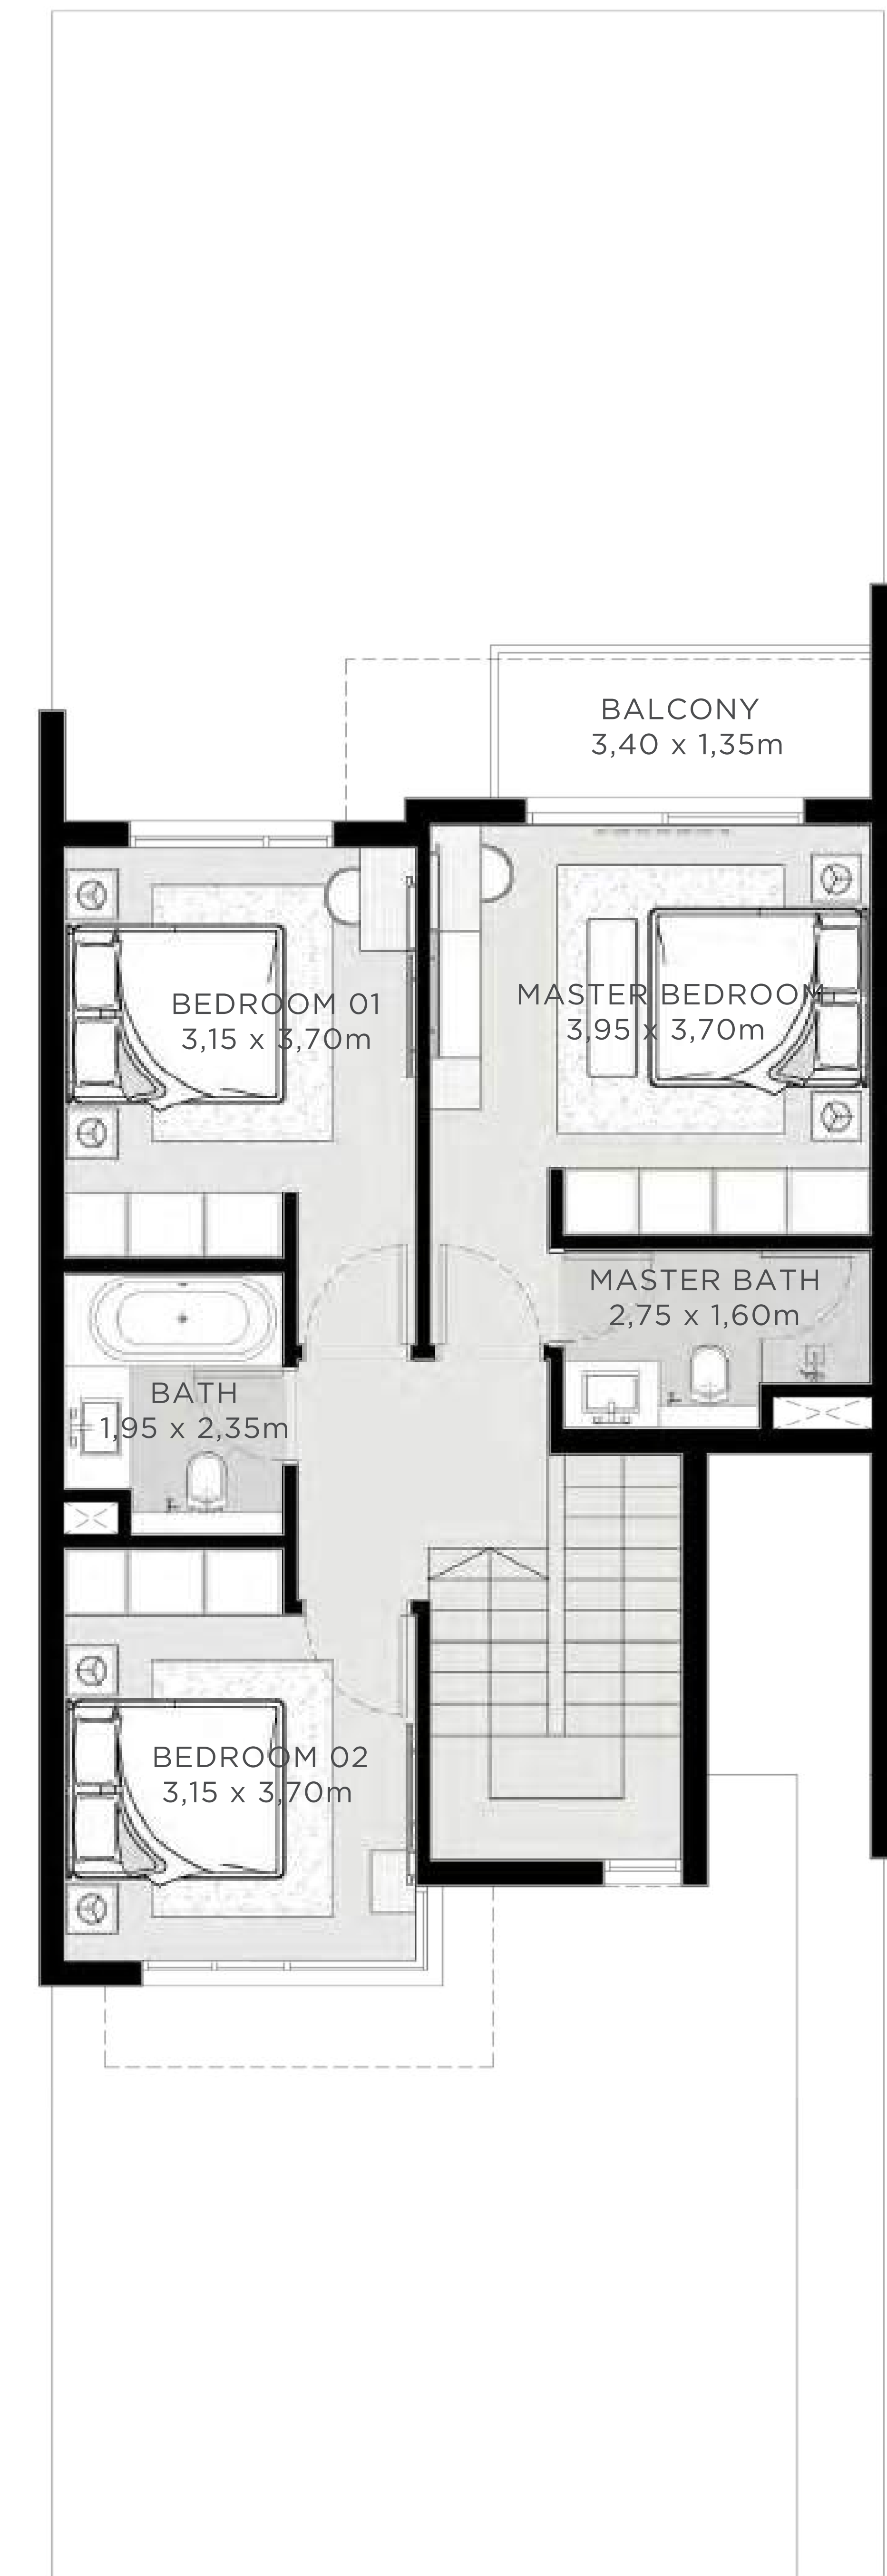 BALCONY
3,40 x 1,35m
BEDROOM 01
3,15 x 3,70m
MASTER BEDROOM
3,95 x 3,70m
MASTER BATH
2,75 x 1,60m
BATH
1,95 x 2,35m
BEDROOM 02
3,15 x 3,70m